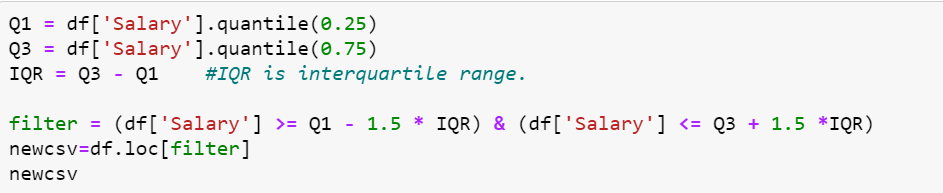 Q1 = df['Salary'].quantile(0.25)
Q3 = df['Salary'].quantile(0.75)
IQR = Q3 - Q1    #IQR is interquartile range.
filter = (df['Salary'] >= Q1 - 1.5 * IQR) & (df['Salary'] <= Q3 + 1.5 *IQR)
newcsv=df.loc[filter]
newcsv